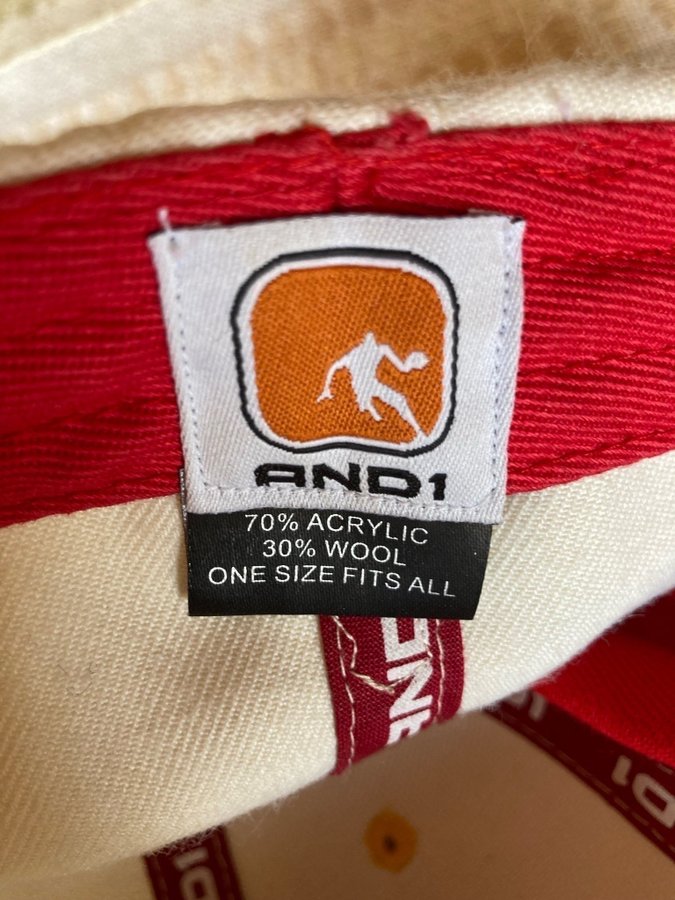 AND1
70% ACRYLIC
30% WOOL
ONE SIZE FITS ALL